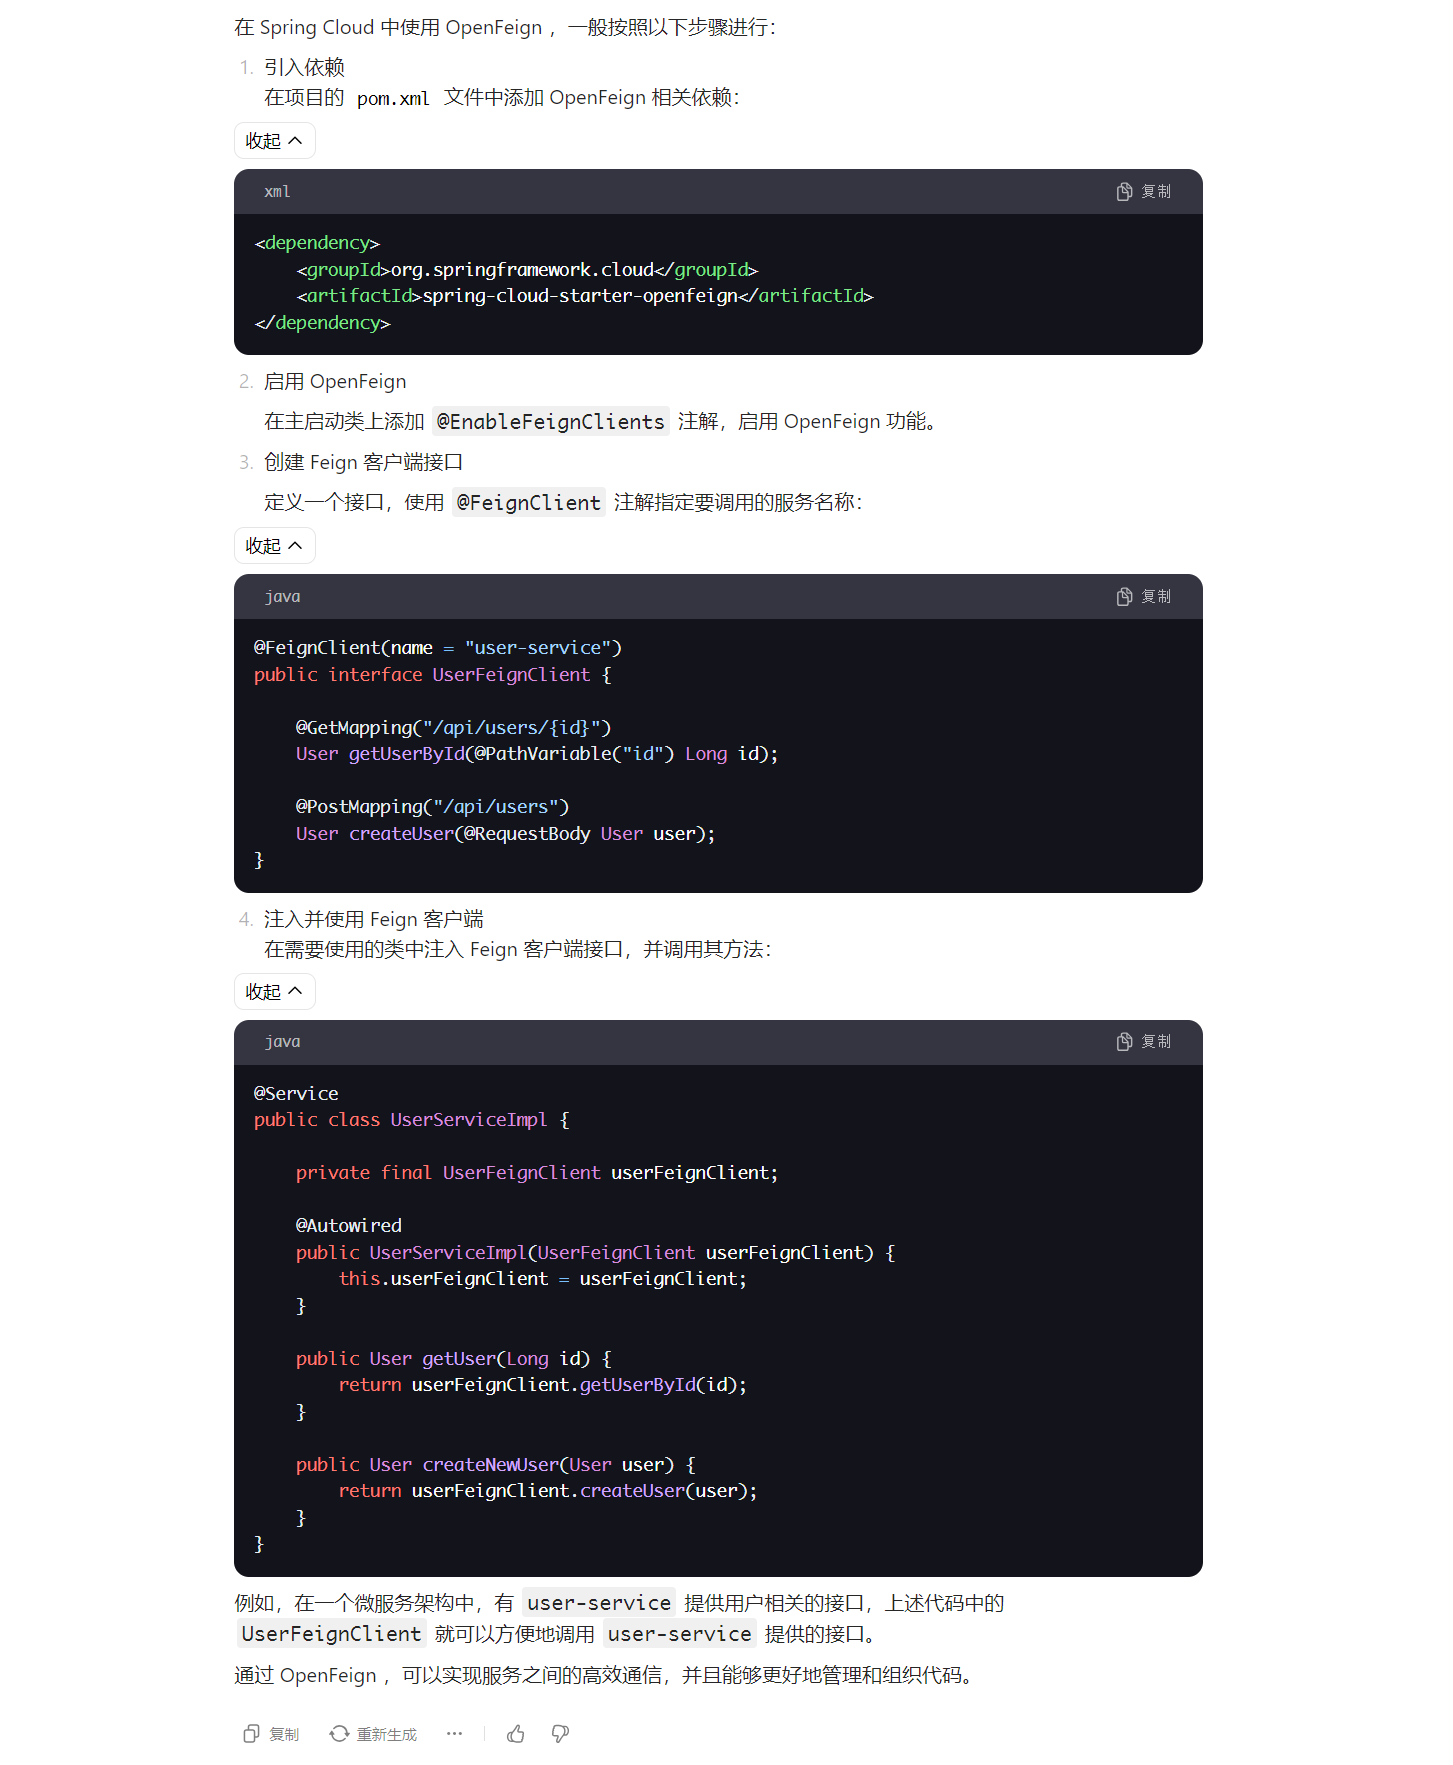 在 Spring Cloud 中使用 OpenFeign ，一般按照以下步骤进行：
1. 引入依赖
在项目的 pom.xml 文件中添加 OpenFeign 相关依赖：
收起
xml 复制
<dependency>
    <groupId>org.springframework.cloud</groupId>
    <artifactId>spring-cloud-starter-openfeign</artifactId>
</dependency>
2. 启用 OpenFeign
在主启动类上添加 @EnableFeignClients 注解，启用 OpenFeign 功能。
3. 创建 Feign 客户端接口
定义一个接口，使用 @FeignClient 注解指定要调用的服务名称：
收起
java 复制
@FeignClient(name = "user-service")
public interface UserFeignClient {
    @GetMapping("/api/users/{id}")
    User getUserById(@PathVariable("id") Long id);
    @PostMapping("/api/users")
    User createUser(@RequestBody User user);
}
4. 注入并使用 Feign 客户端
在需要使用的类中注入 Feign 客户端接口，并调用其方法：
收起
java 复制
@Service
public class UserServiceImpl {
    private final UserFeignClient userFeignClient;
    @Autowired
    public UserServiceImpl(UserFeignClient userFeignClient) {
        this.userFeignClient = userFeignClient;
    }
    public User getUser(Long id) {
        return userFeignClient.getUserById(id);
    }
    public User createNewUser(User user) {
        return userFeignClient.createUser(user);
    }
}
例如，在一个微服务架构中，有 user-service 提供用户相关的接口，上述代码中的
UserFeignClient 就可以方便地调用 user-service 提供的接口。
通过 OpenFeign ，可以实现服务之间的高效通信，并且能够更好地管理和组织代码。
复制 重新生成 ···